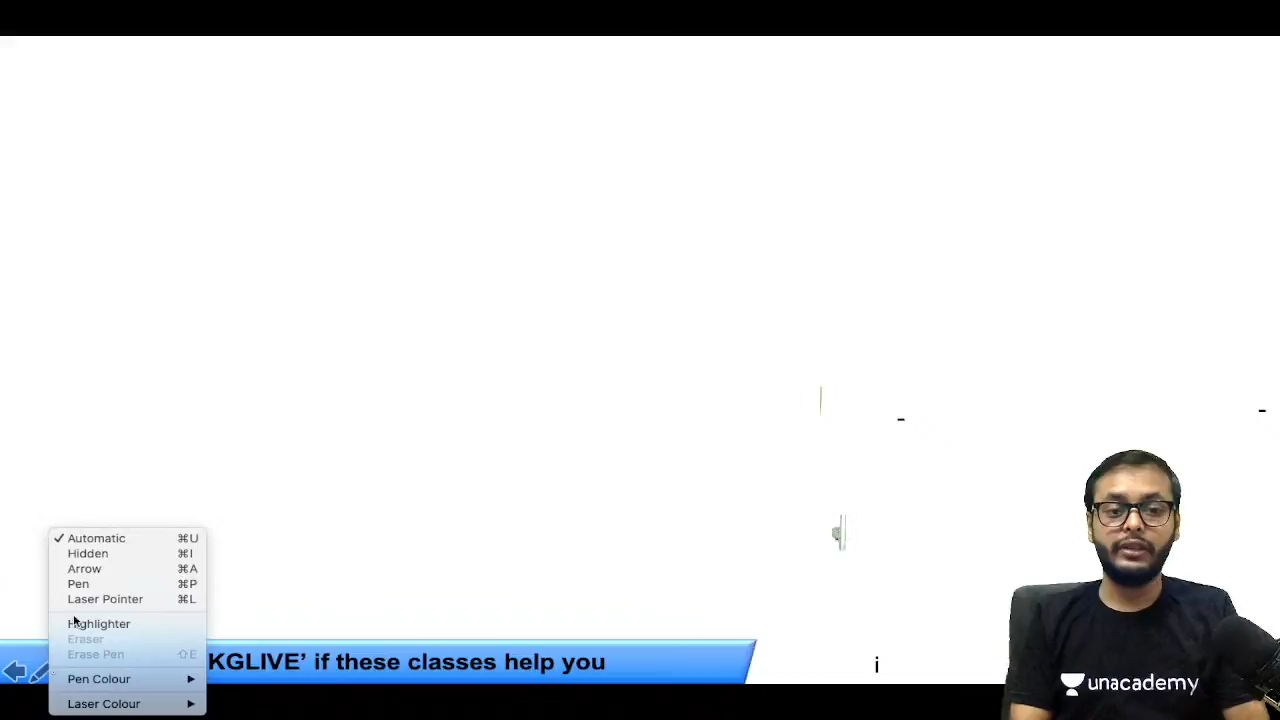 ✓ Automatic ⌘U
Hidden ⌘I
Arrow ⌘A
Pen ⌘P
Laser Pointer ⌘L
Highlighter
Eraser
Erase Pen ⇧E
Pen Colour
Laser Colour
KGLIVE’ if these classes help you
i
unacademy